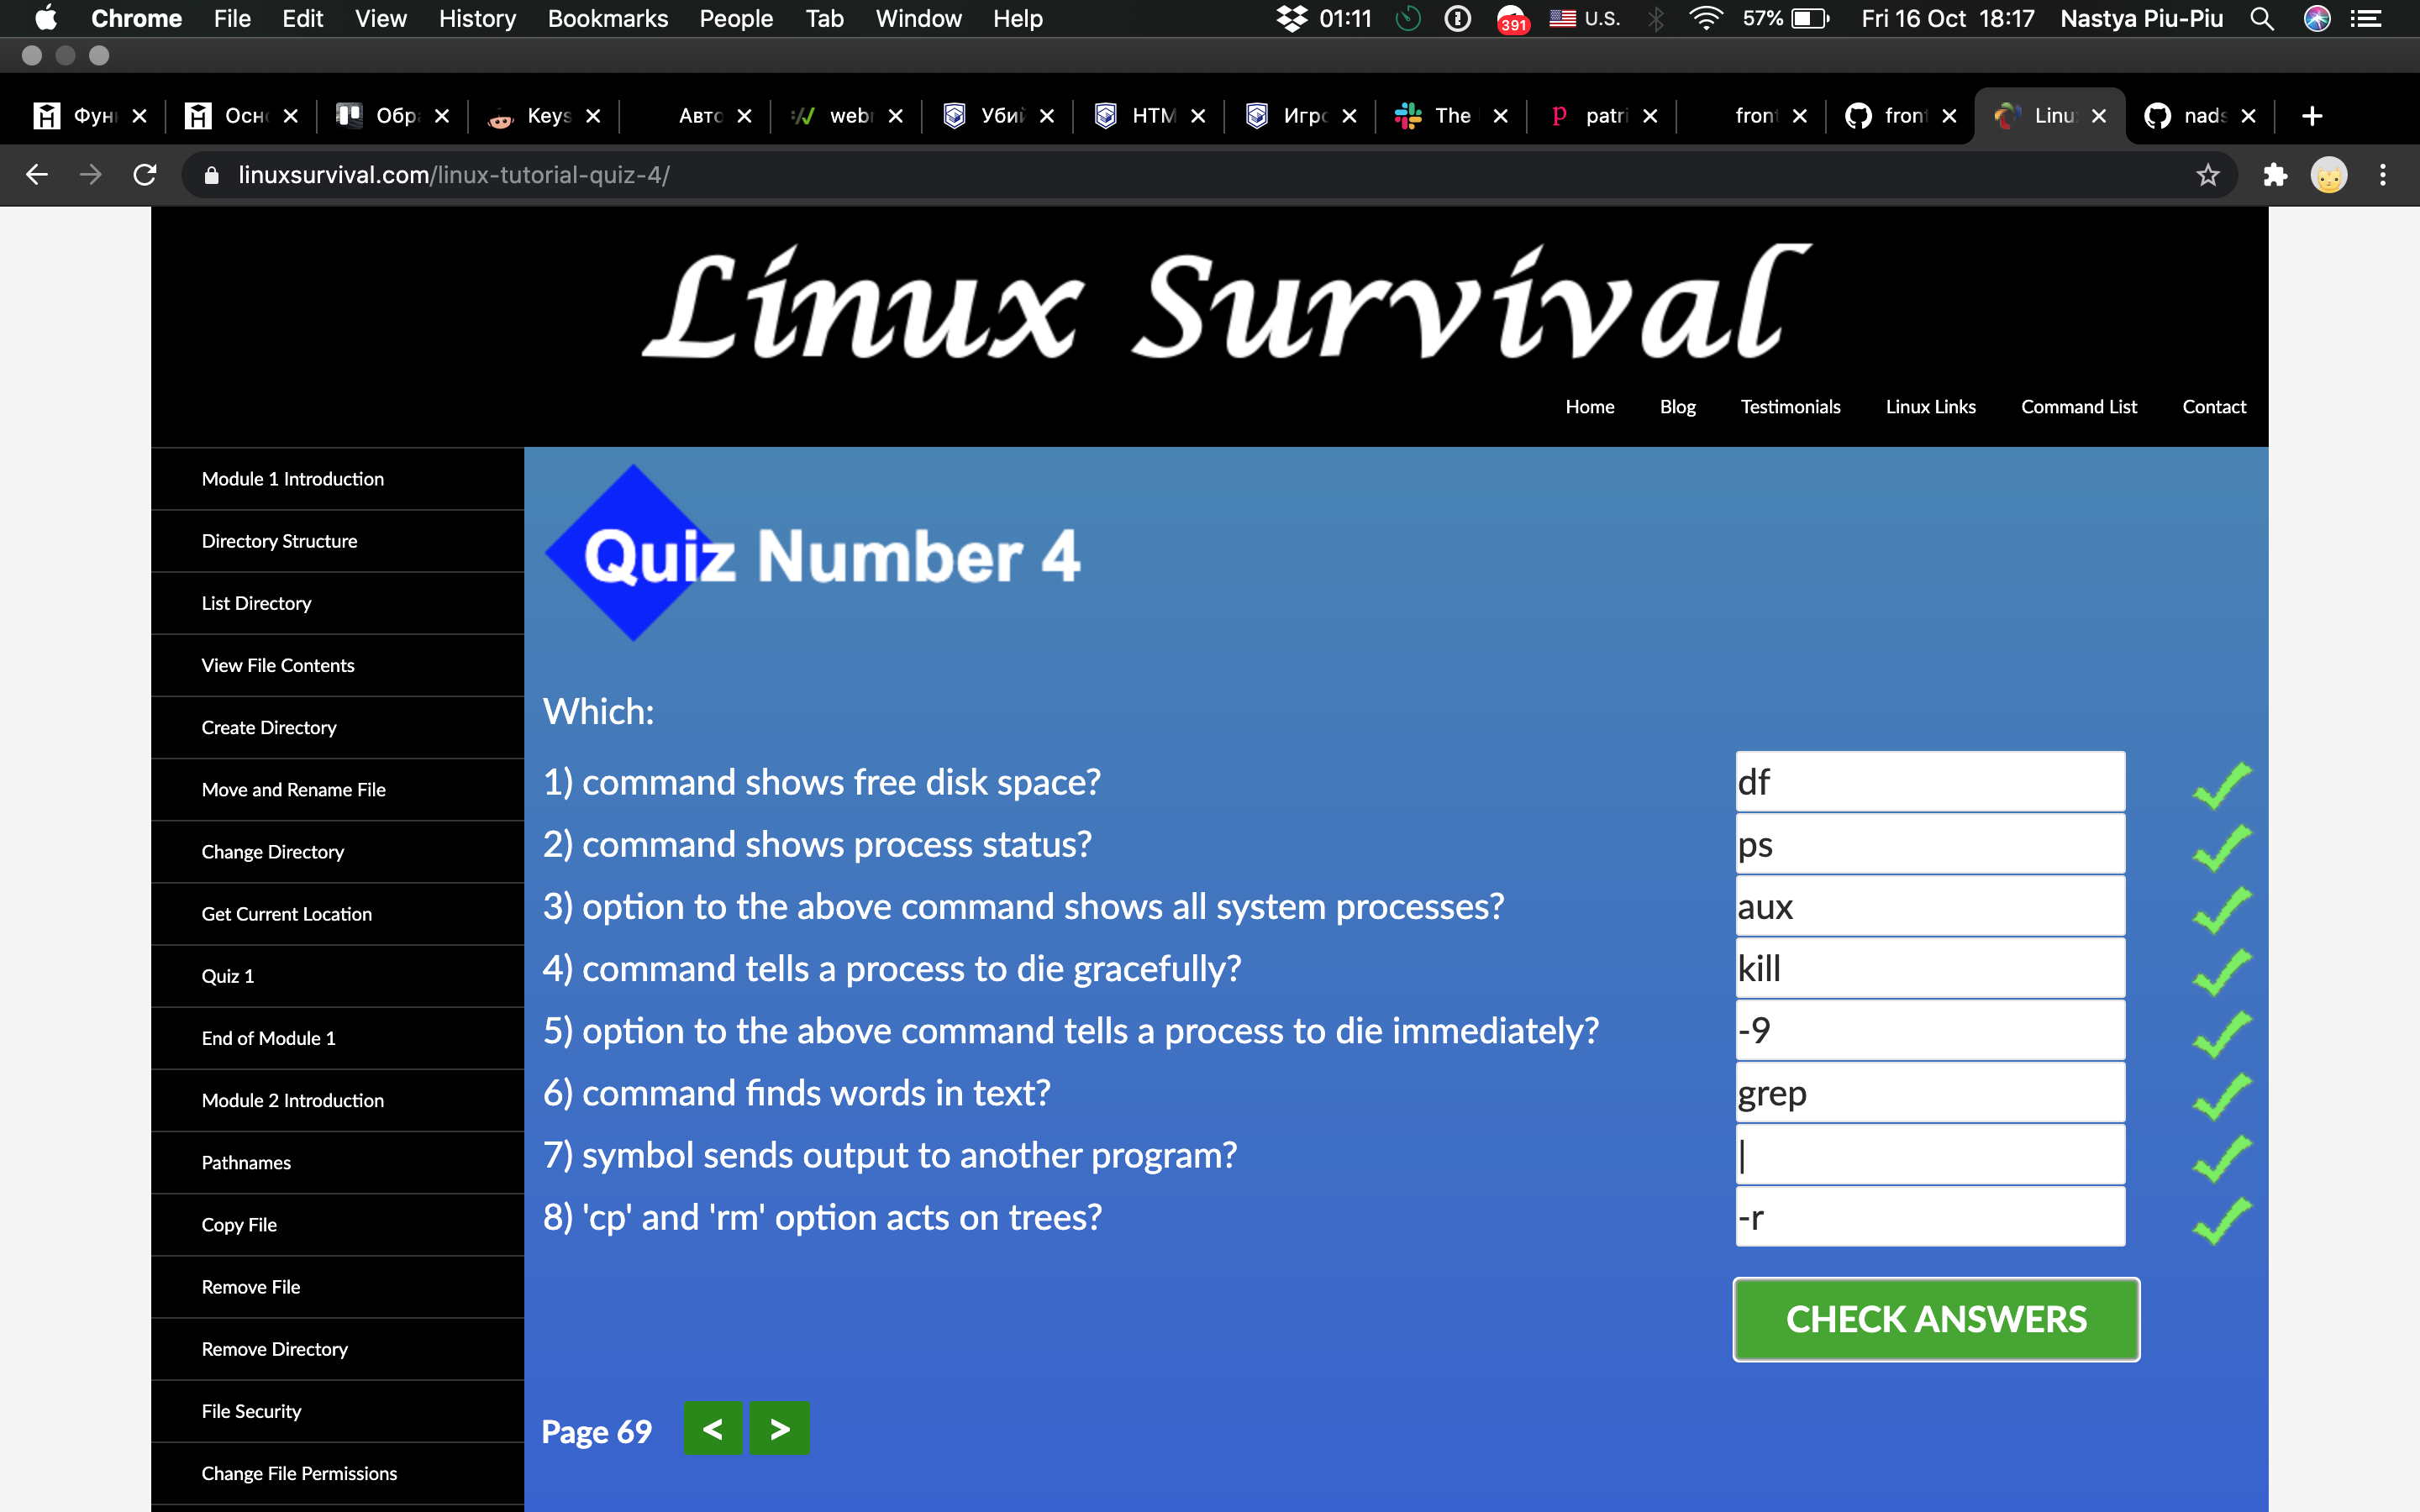 Chrome File Edit View History Bookmarks People Tab Window Help 01:11 391 U.S. 57% Fri 16 Oct 18:17 Nastya Piu-Piu
Фун Осн Обр Keys Авто web Уби HTM Игро The patri front front Linu nads
linuxsurvival.com/linux-tutorial-quiz-4/
Linux Survival
Home Blog Testimonials Linux Links Command List Contact
Module 1 Introduction
Directory Structure
List Directory
View File Contents
Create Directory
Move and Rename File
Change Directory
Get Current Location
Quiz 1
End of Module 1
Module 2 Introduction
Pathnames
Copy File
Remove File
Remove Directory
File Security
Change File Permissions
Quiz Number 4
Which:
1) command shows free disk space? df
2) command shows process status? ps
3) option to the above command shows all system processes? aux
4) command tells a process to die gracefully? kill
5) option to the above command tells a process to die immediately? -9
6) command finds words in text? grep
7) symbol sends output to another program? |
8) 'cp' and 'rm' option acts on trees? -r
CHECK ANSWERS
Page 69 < >